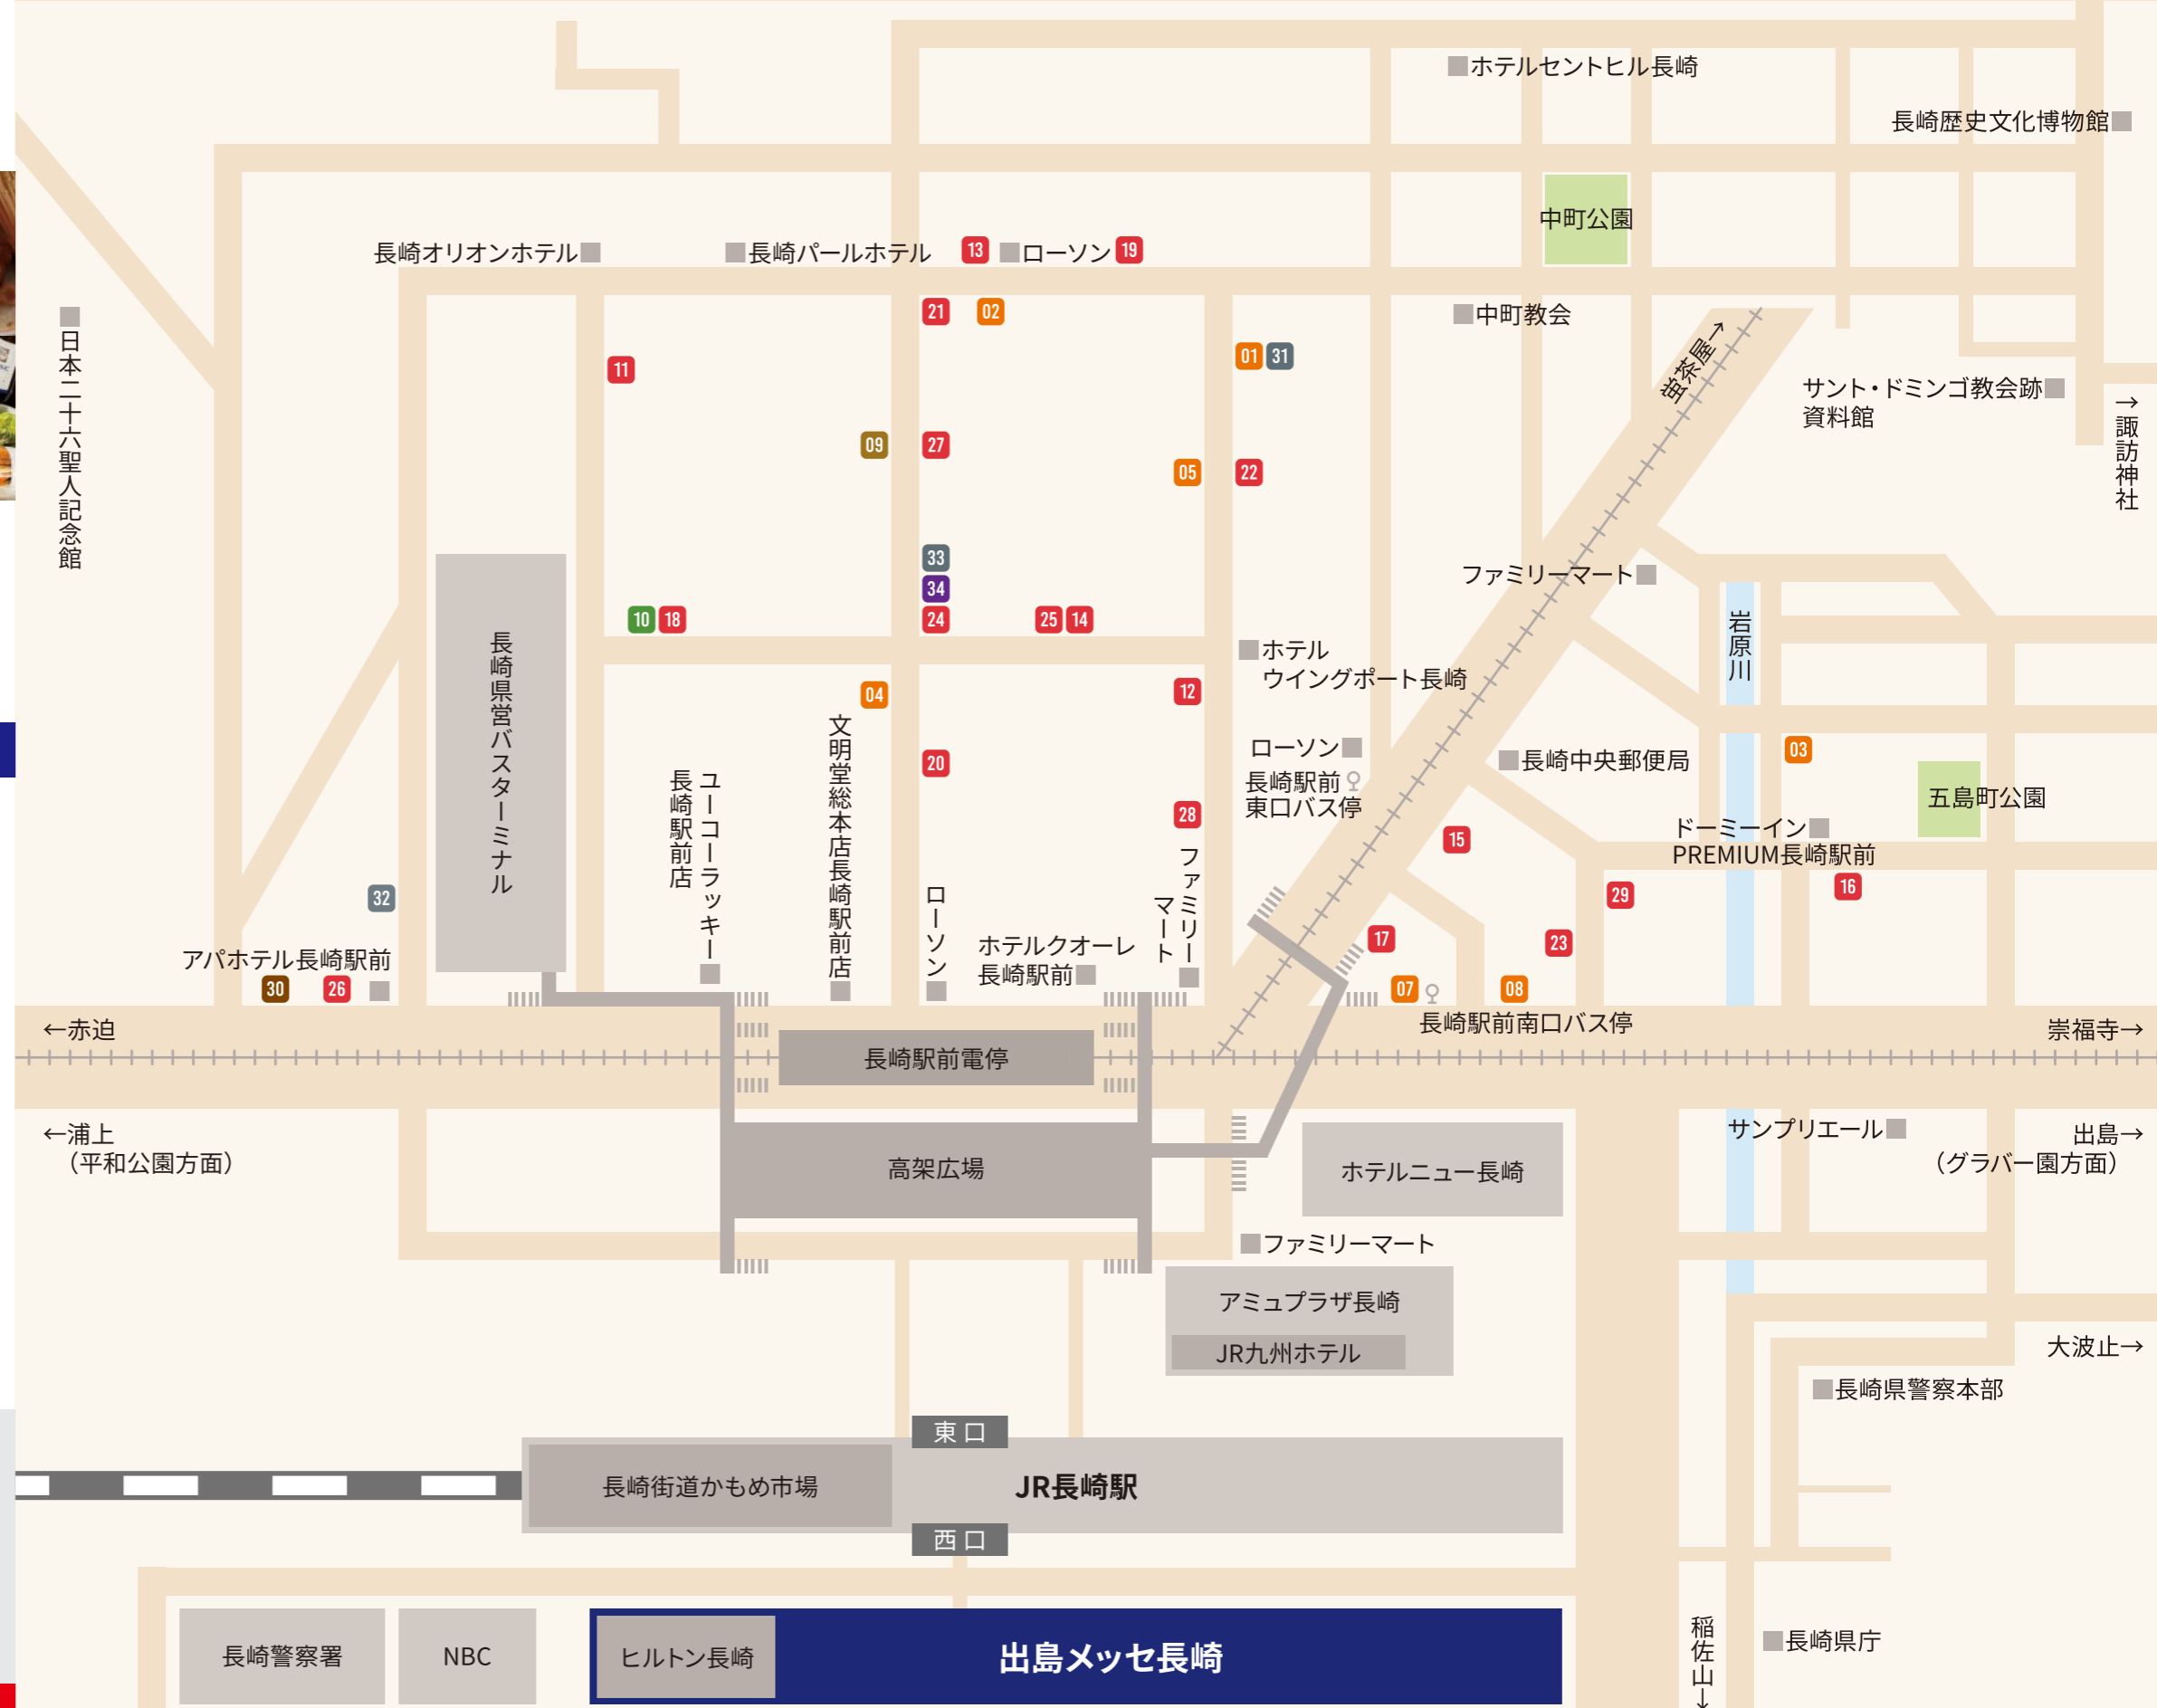 ホテルセントヒル長崎
長崎歴史文化博物館
中町公園
長崎オリオンホテル
長崎パールホテル
13
ローソン
19
21
02
中町教会
日本二十六聖人記念館
11
01
31
蛍茶屋→
サント・ドミンゴ教会跡
資料館
→諏訪神社
09
27
05
22
33
34
10
18
24
25
14
ファミリーマート
岩原川
長崎県営バスターミナル
ホテル
ウイングポート長崎
04
12
文明堂総本店長崎駅前店
20
ユーコーラッキー
長崎駅前店
ローソン
長崎駅前
東口バス停
長崎中央郵便局
03
五島町公園
28
15
ドーミーイン
PREMIUM長崎駅前
ファミリー
マート
ローソン
32
29
16
ホテルクオーレ
長崎駅前
17
23
アパホテル長崎駅前
30
26
07
08
長崎駅前南口バス停
←赤迫
崇福寺→
長崎駅前電停
←浦上
（平和公園方面）
高架広場
ホテルニュー長崎
サンプリエール
出島→
（グラバー園方面）
ファミリーマート
アミュプラザ長崎
JR九州ホテル
大波止→
長崎県警察本部
東口
長崎街道かもめ市場
JR長崎駅
西口
長崎警察署
NBC
ヒルトン長崎
出島メッセ長崎
稲佐山↓
長崎県庁